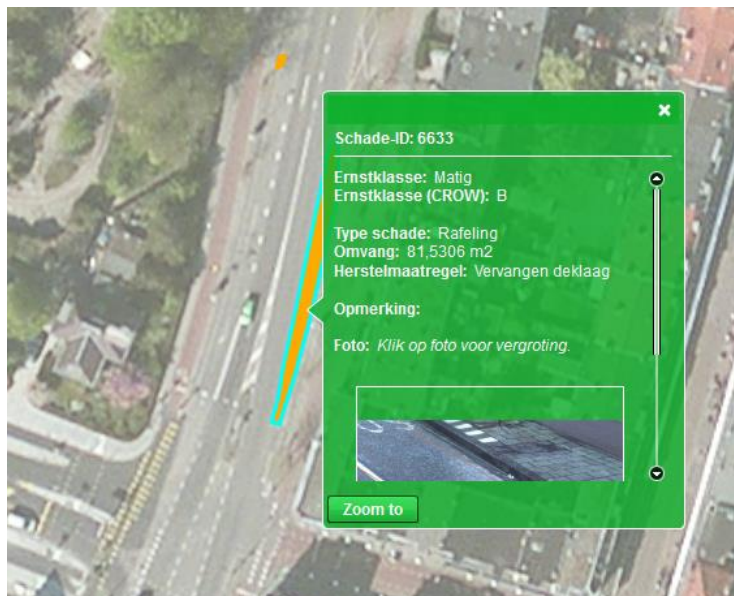 Schade-ID: 6633
Ernstklasse: Matig
Ernstklasse (CROW): B
Type schade: Rafeling
Omvang: 81,5306 m2
Herstelmaatregel: Vervangen deklaag
Opmerking:
Foto: Klik op foto voor vergroting.
Zoom to